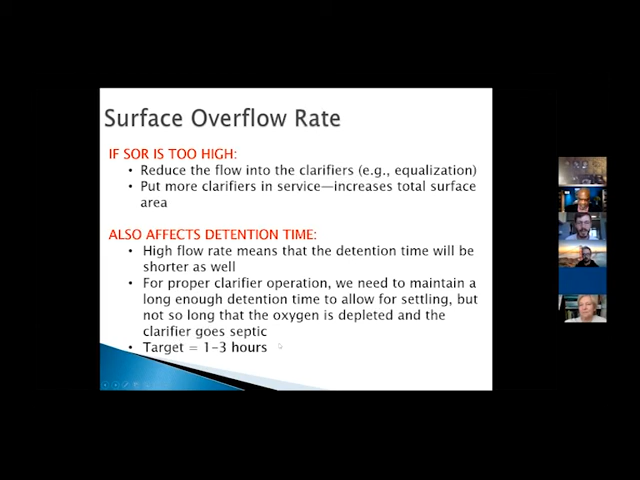 Surface Overflow Rate
IF SOR IS TOO HIGH:
• Reduce the flow into the clarifiers (e.g., equalization)
• Put more clarifiers in service—increases total surface
area
ALSO AFFECTS DETENTION TIME:
• High flow rate means that the detention time will be
shorter as well
• For proper clarifier operation, we need to maintain a
long enough detention time to allow for settling, but
not so long that the oxygen is depleted and the
clarifier goes septic
• Target = 1-3 hours